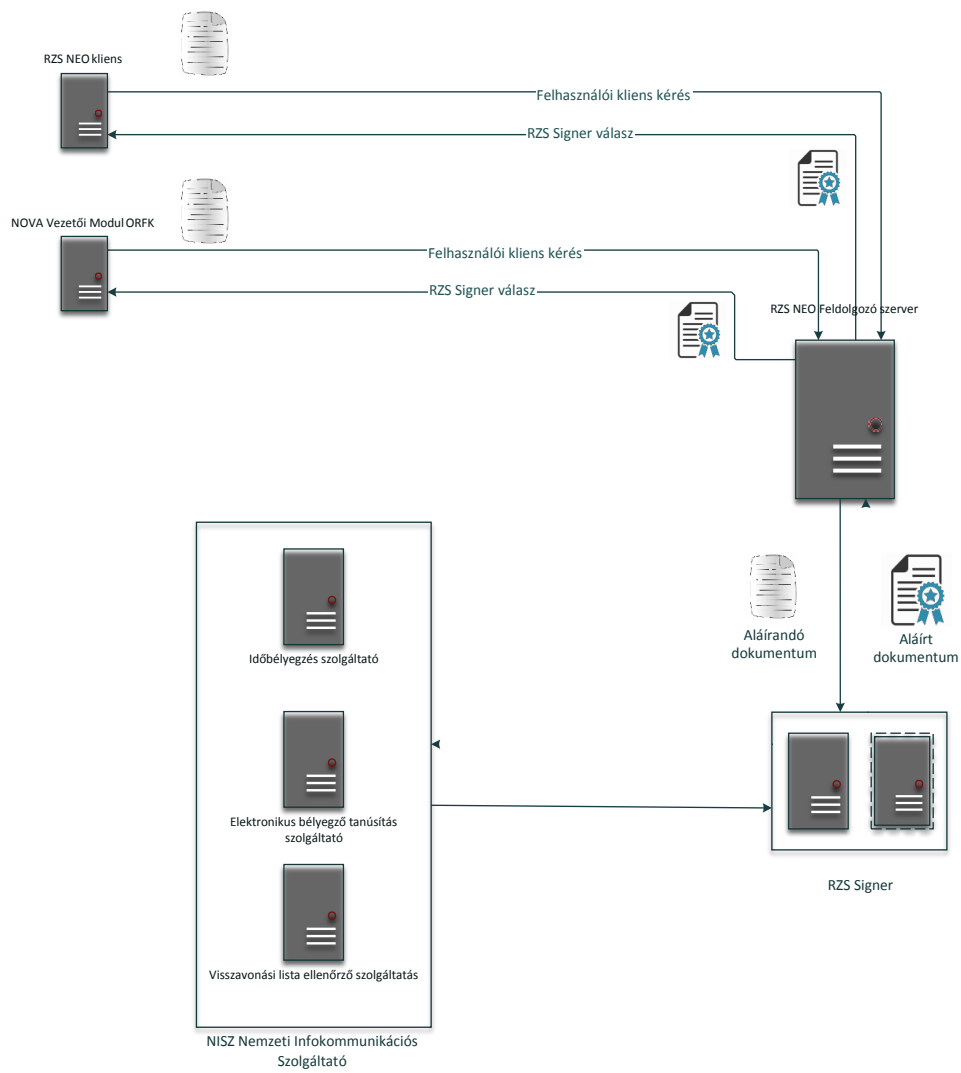 RZS NEO kliens
Felhasználói kliens kérés
RZS Signer válasz
NOVA Vezetői Modul ORFK
Felhasználói kliens kérés
RZS Signer válasz
RZS NEO Feldolgozó szerver
Aláírandó
dokumentum
Aláírt
dokumentum
Időbélyegzés szolgáltató
Elektronikus bélyegző tanúsítás
szolgáltató
Visszavonási lista ellenőrző szolgáltatás
NISZ Nemzeti Infokommunikációs
Szolgáltató
RZS Signer